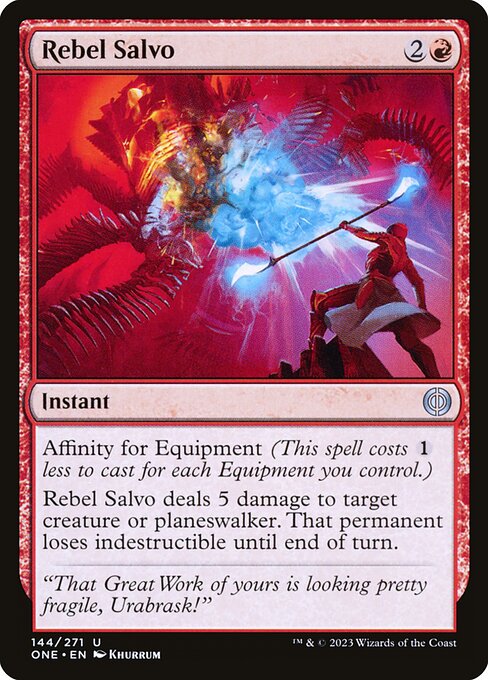 Rebel Salvo 2
Instant
Affinity for Equipment (This spell costs 1
less to cast for each Equipment you control.)
Rebel Salvo deals 5 damage to target
creature or planeswalker. That permanent
loses indestructible until end of turn.
“That Great Work of yours is looking pretty
fragile, Urabrask!”
144/271 U
ONE • EN Khurrum
™ & © 2023 Wizards of the Coast